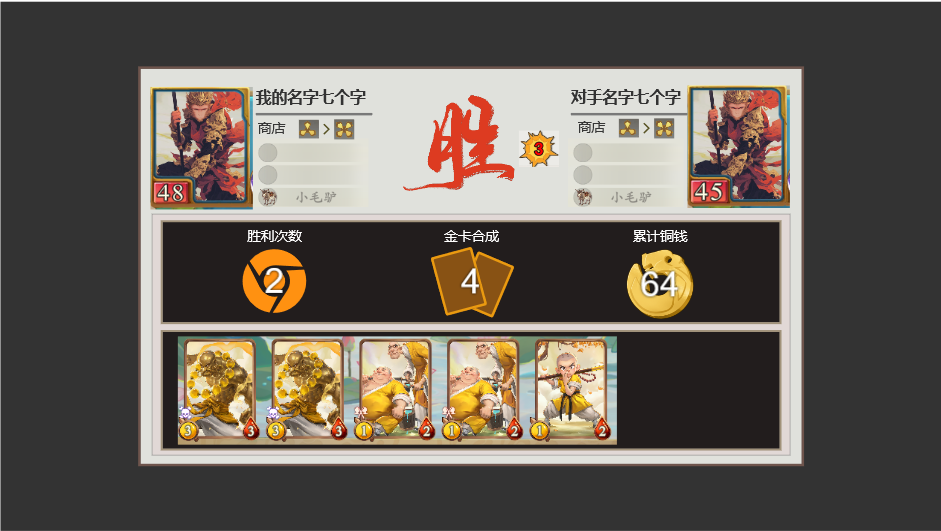 我的名字七个字
商店
小毛驴
48
胜
3
对手名字七个字
商店
小毛驴
45
胜利次数
金卡合成
累计铜钱
2
4
64
3 3
3 3
1 2
1 2
1 2